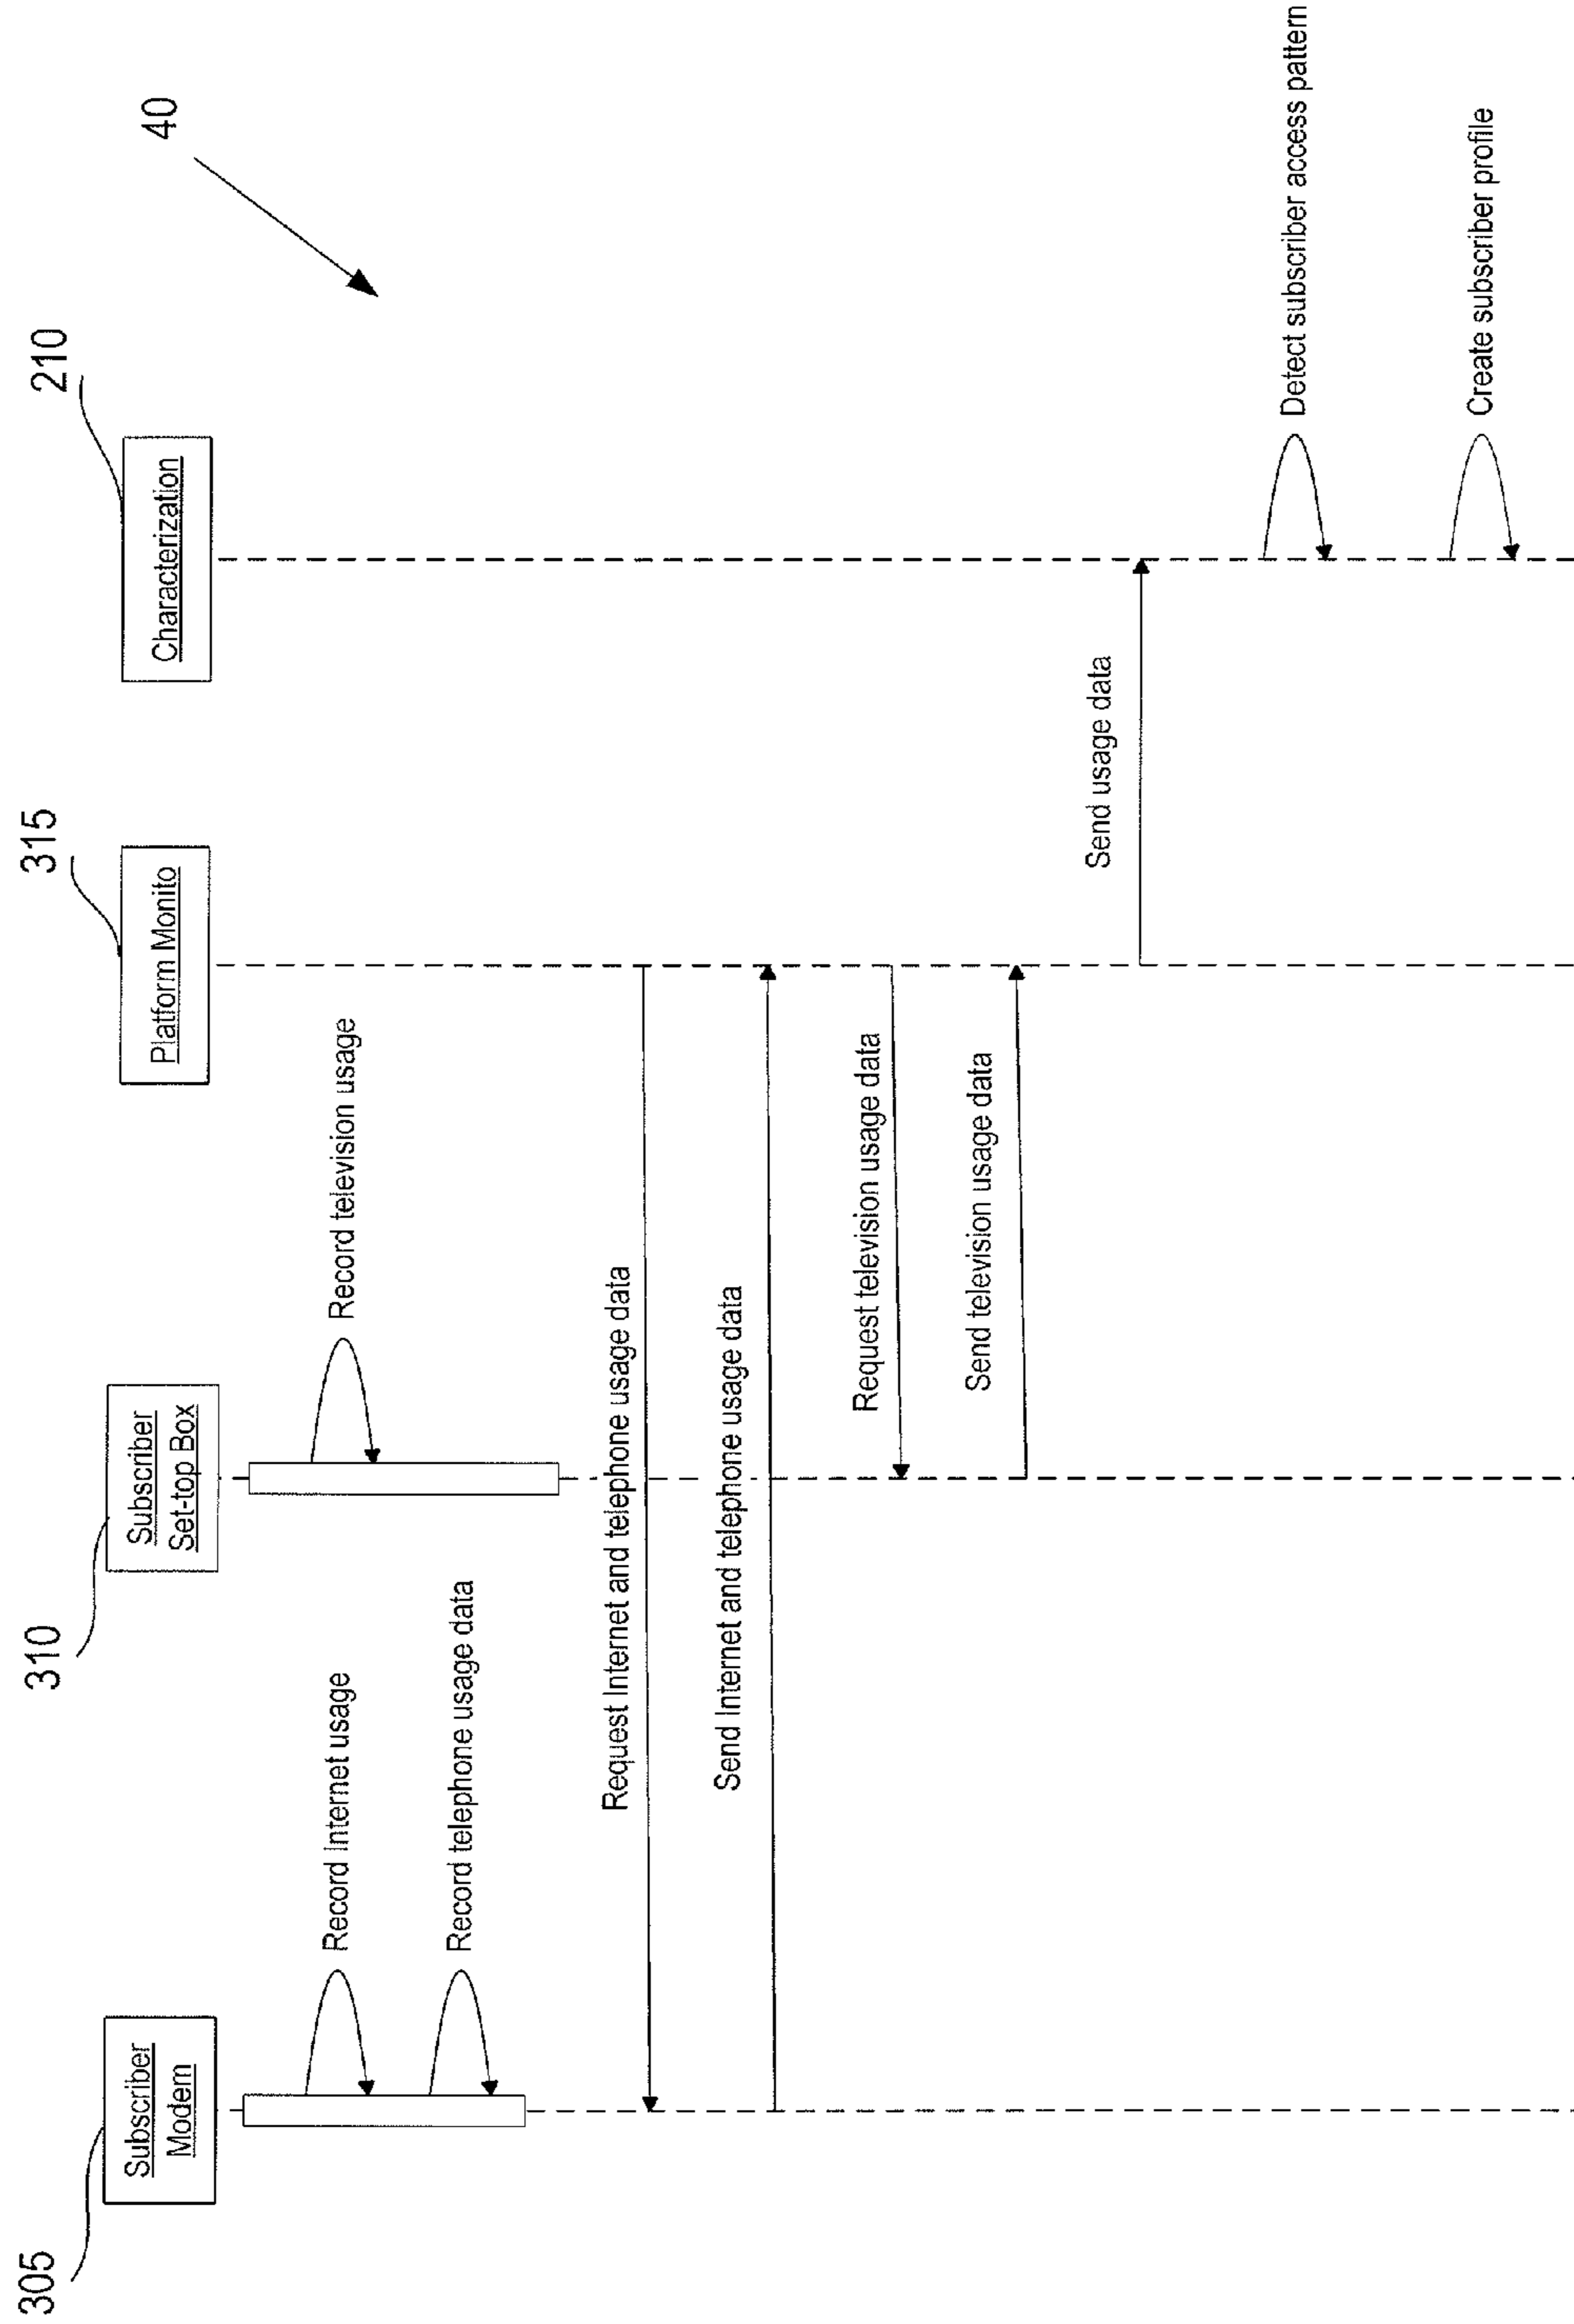 40
305
310
315
210
Subscriber
Modem
Subscriber
Set-top Box
Platform Monito
Characterization
Record Internet usage
Record television usage
Record telephone usage data
Request Internet and telephone usage data
Send Internet and telephone usage data
Request television usage data
Send television usage data
Send usage data
Detect subscriber access pattern
Create subscriber profile